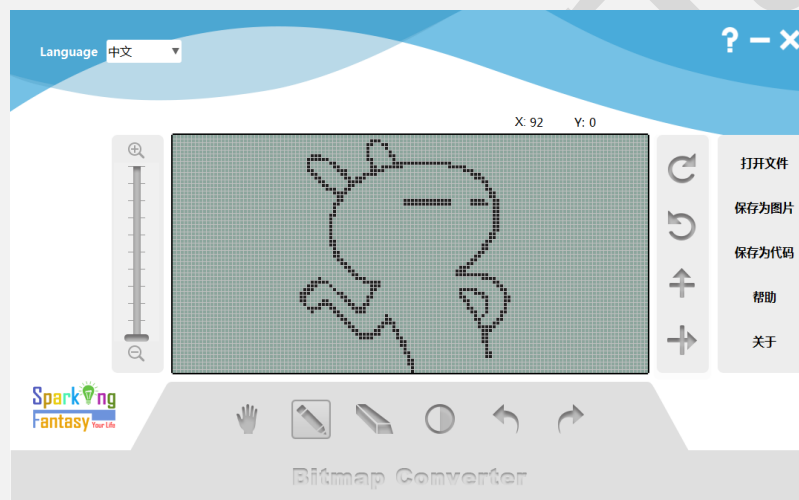 Language 中文
X: 92 Y: 0
打开文件
保存为图片
保存为代码
帮助
关于
Sparking
Fantasy Your Life
Bitmap Converter